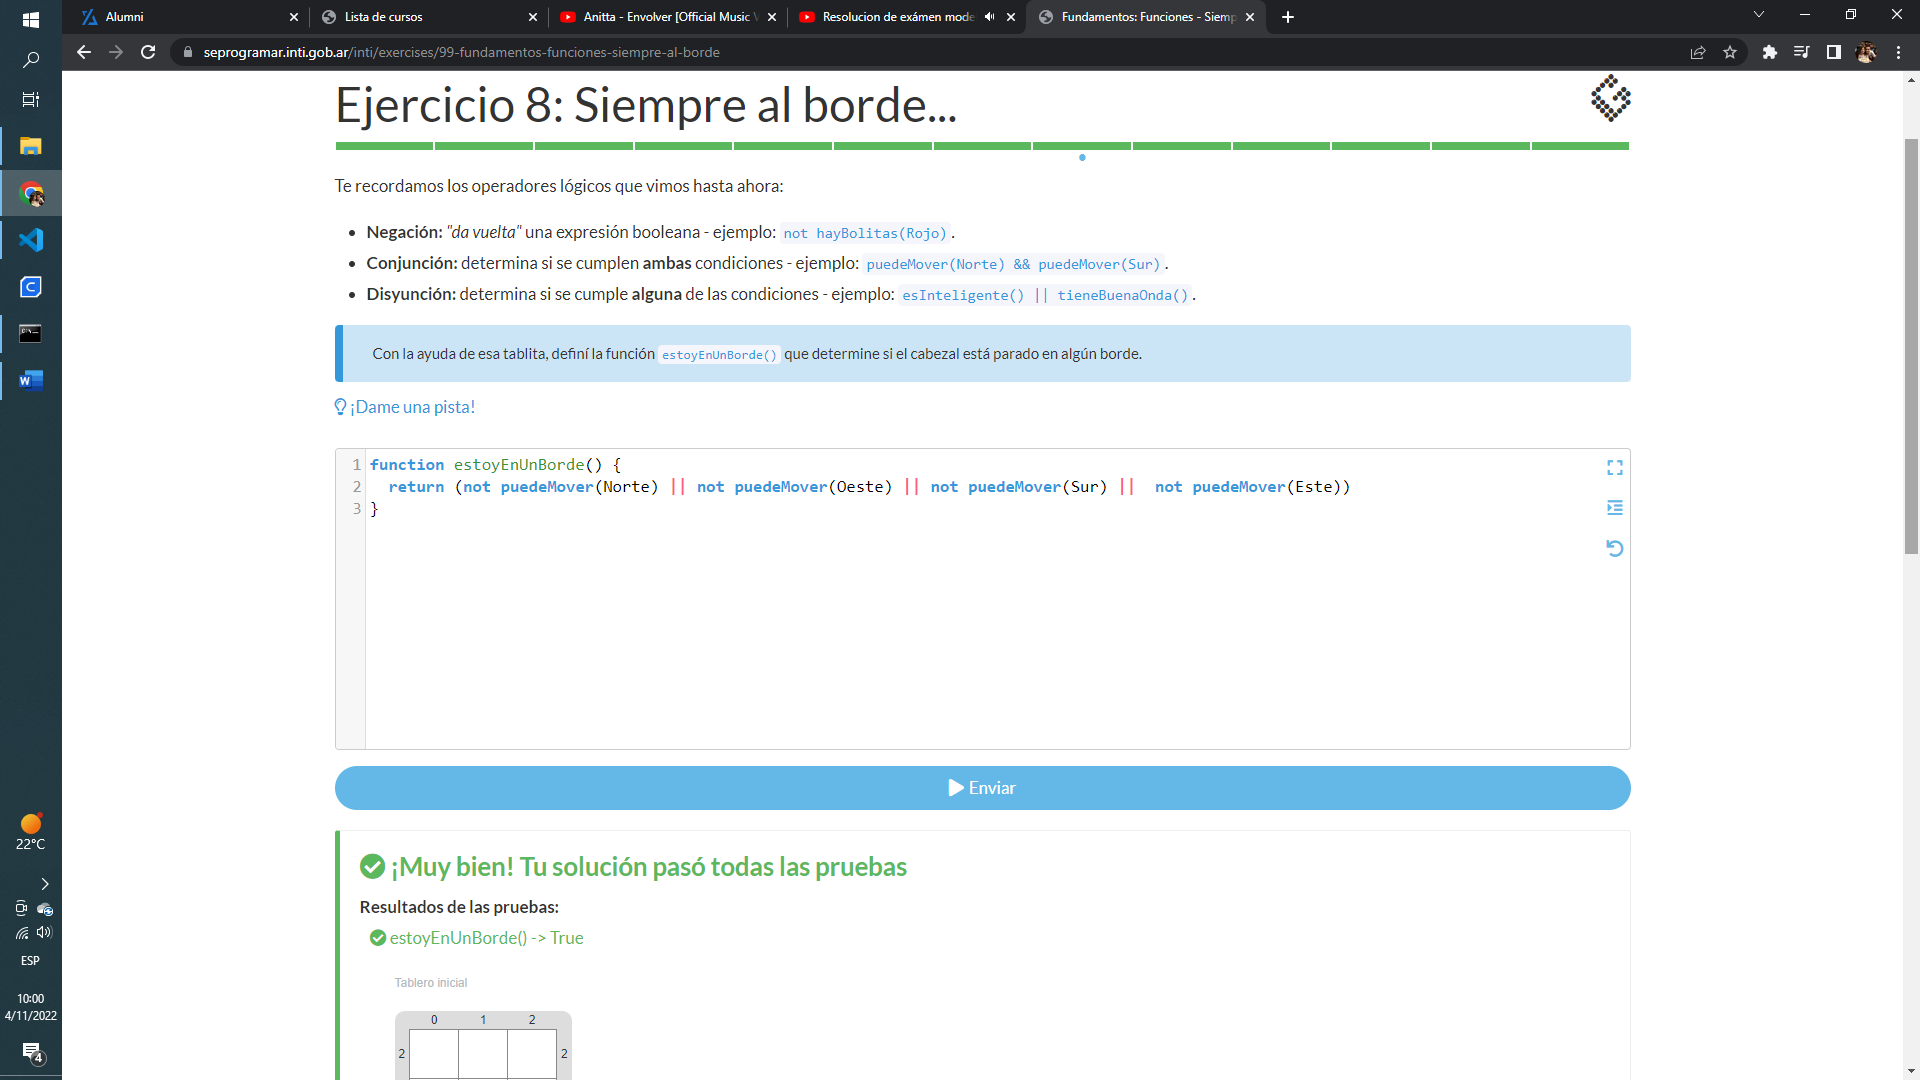 Alumni
Lista de cursos
Anitta - Envolver [Official Music V
Resolucion de exámen mode
Fundamentos: Funciones - Siemp
seprogramar.inti.gob.ar/inti/exercises/99-fundamentos-funciones-siempre-al-borde
Ejercicio 8: Siempre al borde...
Te recordamos los operadores lógicos que vimos hasta ahora:
Negación: "da vuelta" una expresión booleana - ejemplo: not hayBolitas(Rojo).
Conjunción: determina si se cumplen ambas condiciones - ejemplo: puedeMover(Norte) && puedeMover(Sur).
Disyunción: determina si se cumple alguna de las condiciones - ejemplo: esInteligente() || tieneBuenaOnda().
Con la ayuda de esa tablita, definí la función estoyEnUnBorde() que determine si el cabezal está parado en algún borde.
¡Dame una pista!
1 function estoyEnUnBorde() {
2 return (not puedeMover(Norte) || not puedeMover(Oeste) || not puedeMover(Sur) ||  not puedeMover(Este))
3 }
Enviar
¡Muy bien! Tu solución pasó todas las pruebas
Resultados de las pruebas:
estoyEnUnBorde() -> True
Tablero inicial
0 1 2
2 2
22°C
ESP
10:00
4/11/2022
4